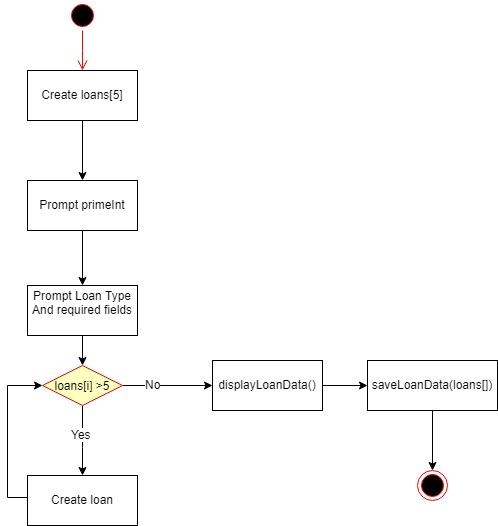 Create loans[5]
Prompt primeInt
Prompt Loan Type
And required fields
loans[i] >5
No
displayLoanData()
saveLoanData(loans[])
Yes
Create loan